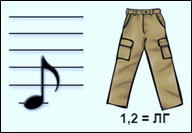 1,2 = ЛГ